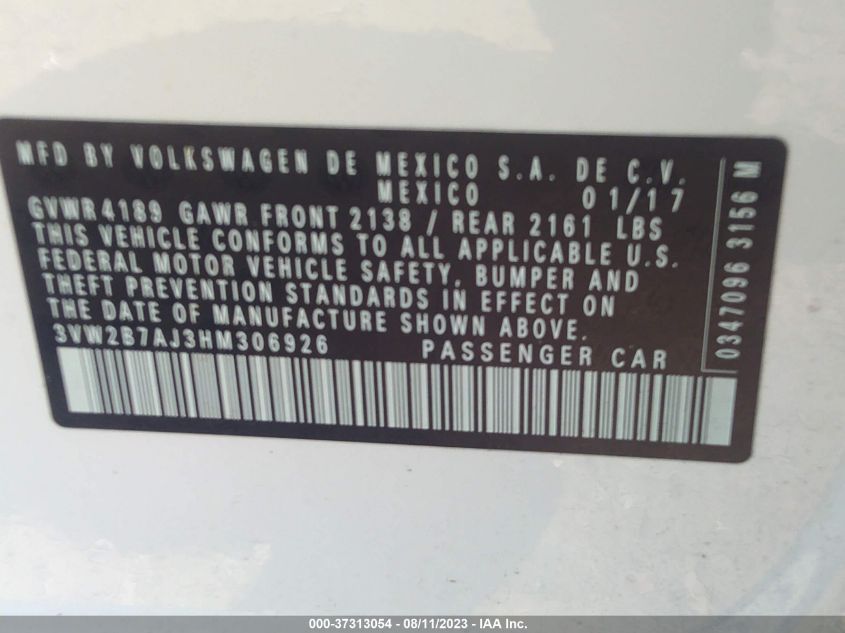 MFD BY VOLKSWAGEN DE MEXICO S.A. DE C.V.
MEXICO 01/17
GVWR 4189 GAWR FRONT 2138 / REAR 2161 LBS
THIS VEHICLE CONFORMS TO ALL APPLICABLE U.S.
FEDERAL MOTOR VEHICLE SAFETY, BUMPER AND
THEFT PREVENTION STANDARDS IN EFFECT ON
THE DATE OF MANUFACTURE SHOWN ABOVE.
3VW2B7AJ3HM306926 PASSENGER CAR
0347096 3156 M
000-37313054 - 08/11/2023 - IAA Inc.